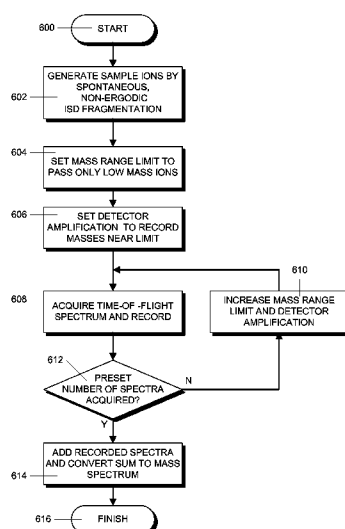 600
START
602
GENERATE SAMPLE IONS BY
SPONTANEOUS,
NON-ERGODIC
ISD FRAGMENTATION
604
SET MASS RANGE LIMIT TO
PASS ONLY LOW MASS IONS
606
SET DETECTOR
AMPLIFICATION TO RECORD
MASSES NEAR LIMIT
608
ACQUIRE TIME-OF -FLIGHT
SPECTRUM AND RECORD
610
INCREASE MASS RANGE
LIMIT AND DETECTOR
AMPLIFICATION
612
PRESET
NUMBER OF SPECTRA
ACQUIRED?
N
Y
614
ADD RECORDED SPECTRA
AND CONVERT SUM TO MASS
SPECTRUM
616
FINISH